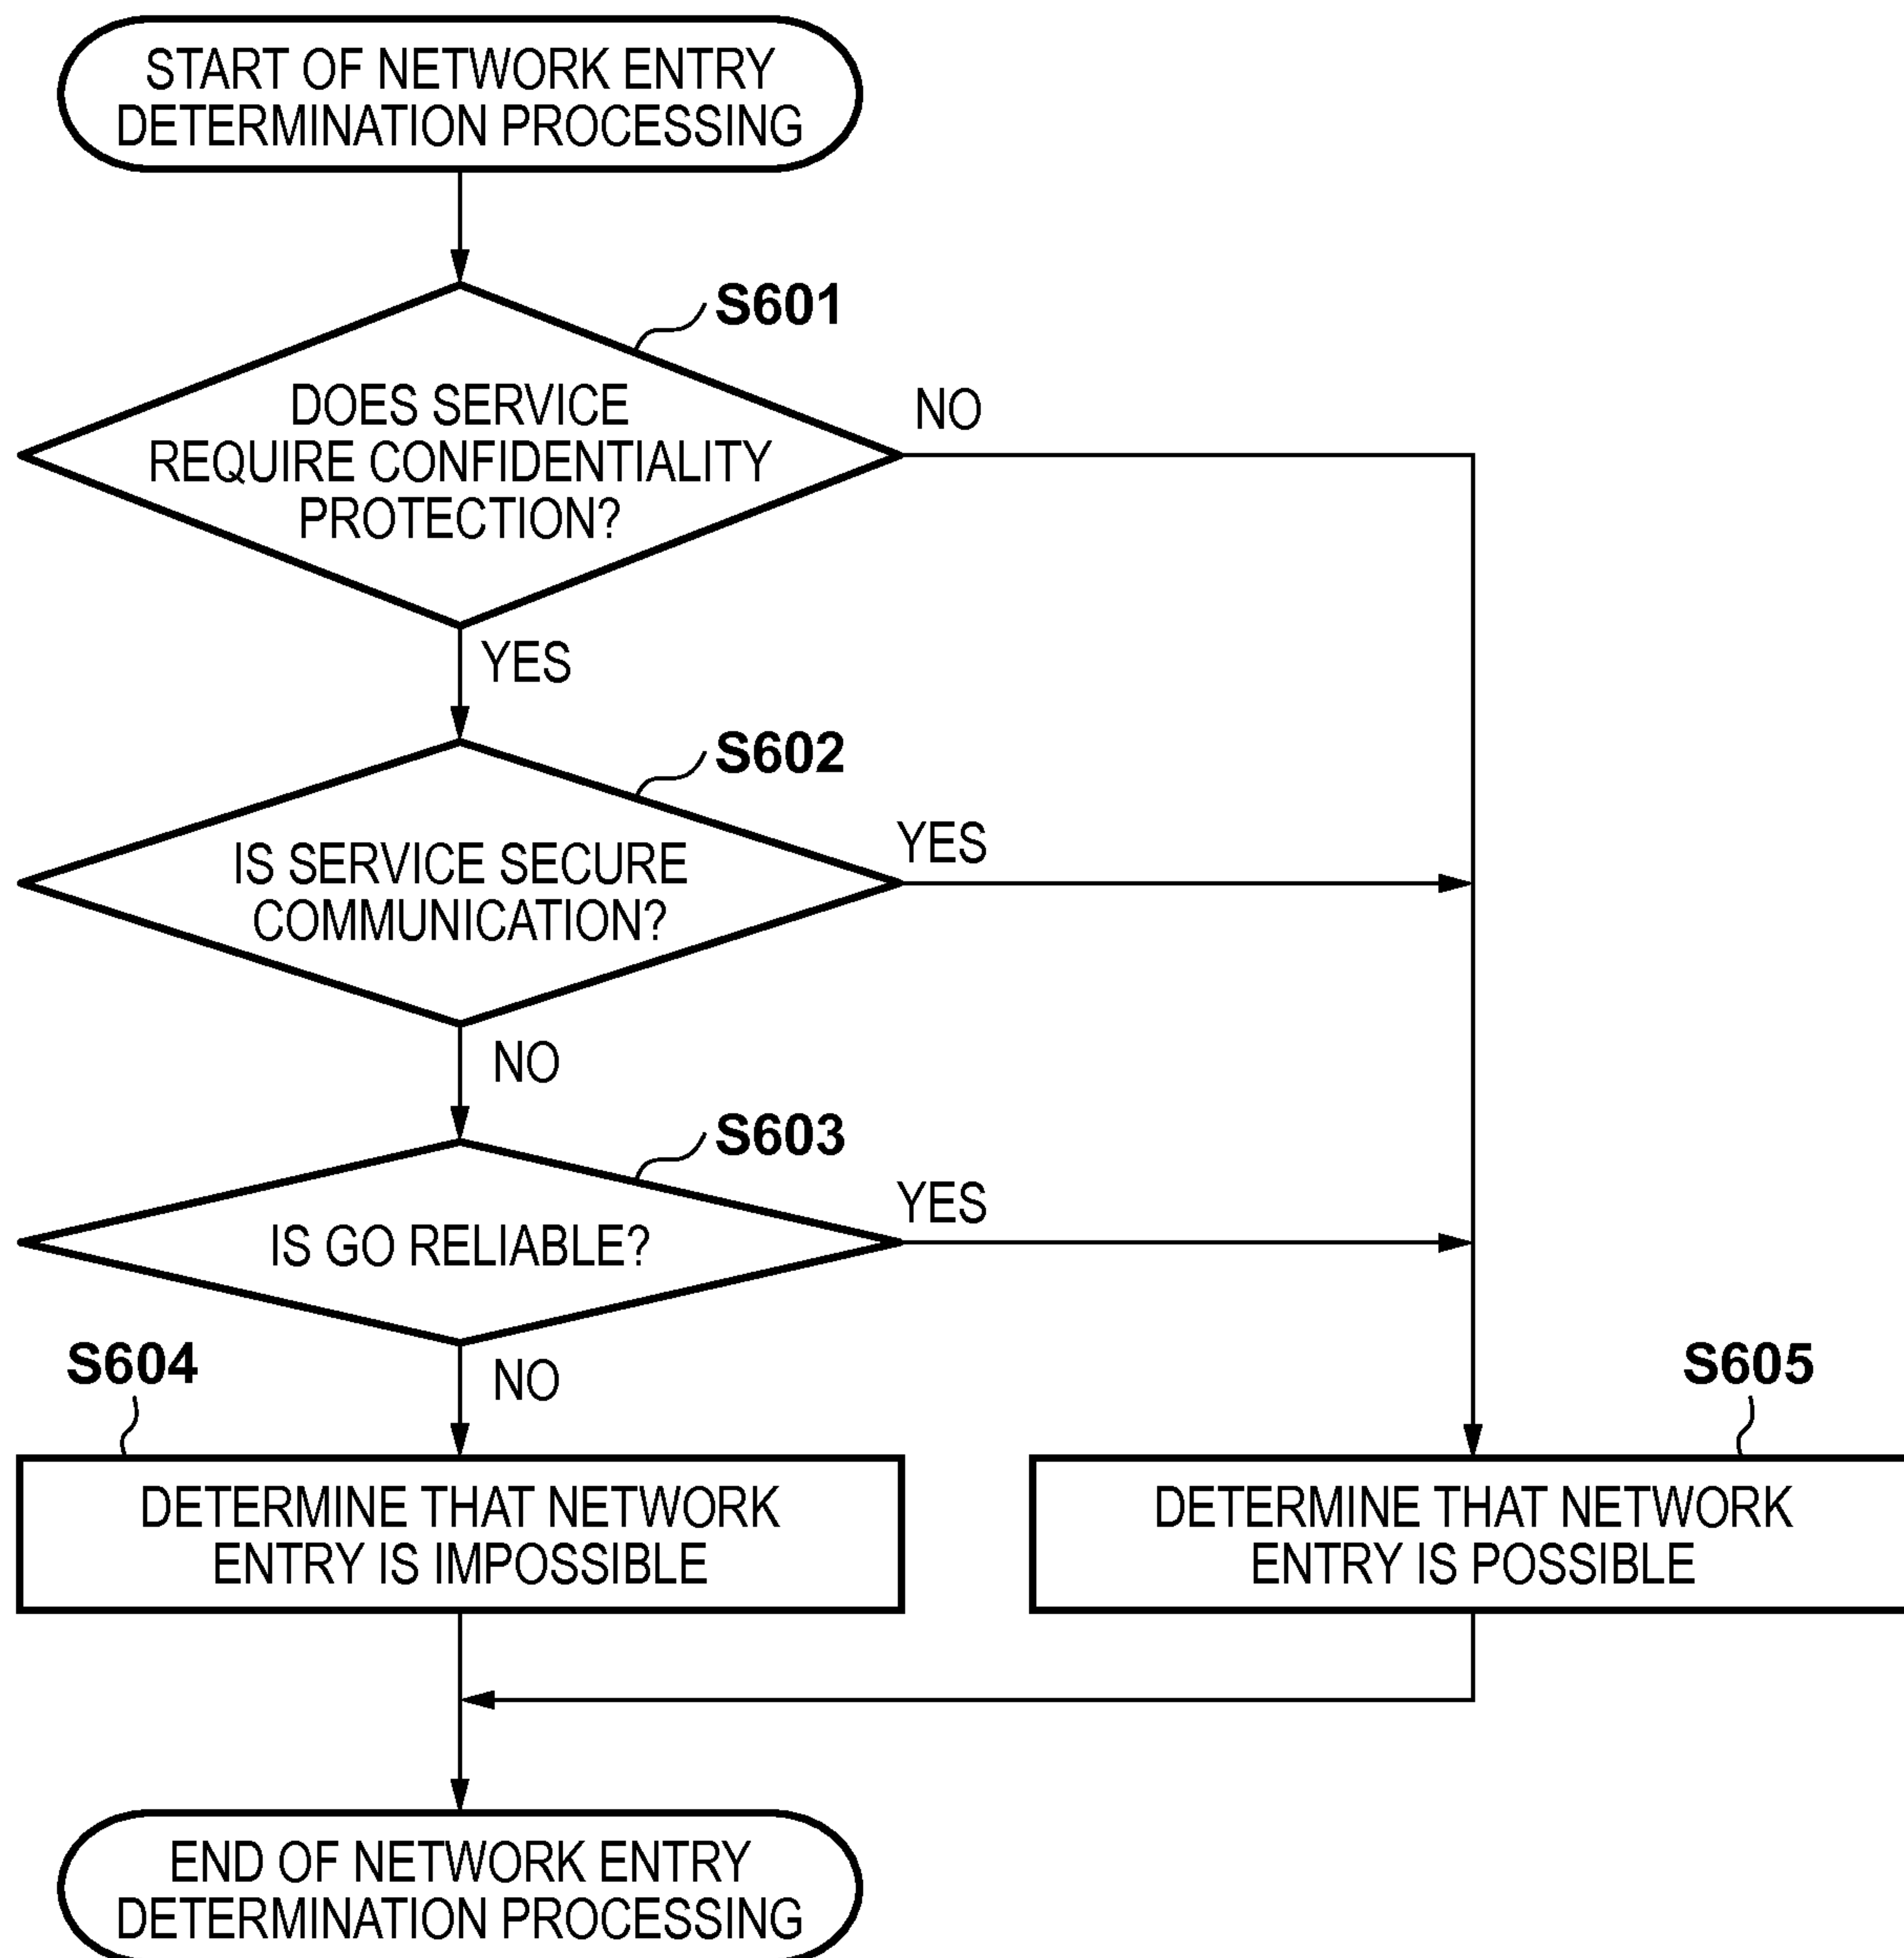 START OF NETWORK ENTRY
DETERMINATION PROCESSING
S601
DOES SERVICE
REQUIRE CONFIDENTIALITY
PROTECTION?
NO
YES
S602
IS SERVICE SECURE
COMMUNICATION?
YES
NO
S603
IS GO RELIABLE?
YES
NO
S604
DETERMINE THAT NETWORK
ENTRY IS IMPOSSIBLE
S605
DETERMINE THAT NETWORK
ENTRY IS POSSIBLE
END OF NETWORK ENTRY
DETERMINATION PROCESSING